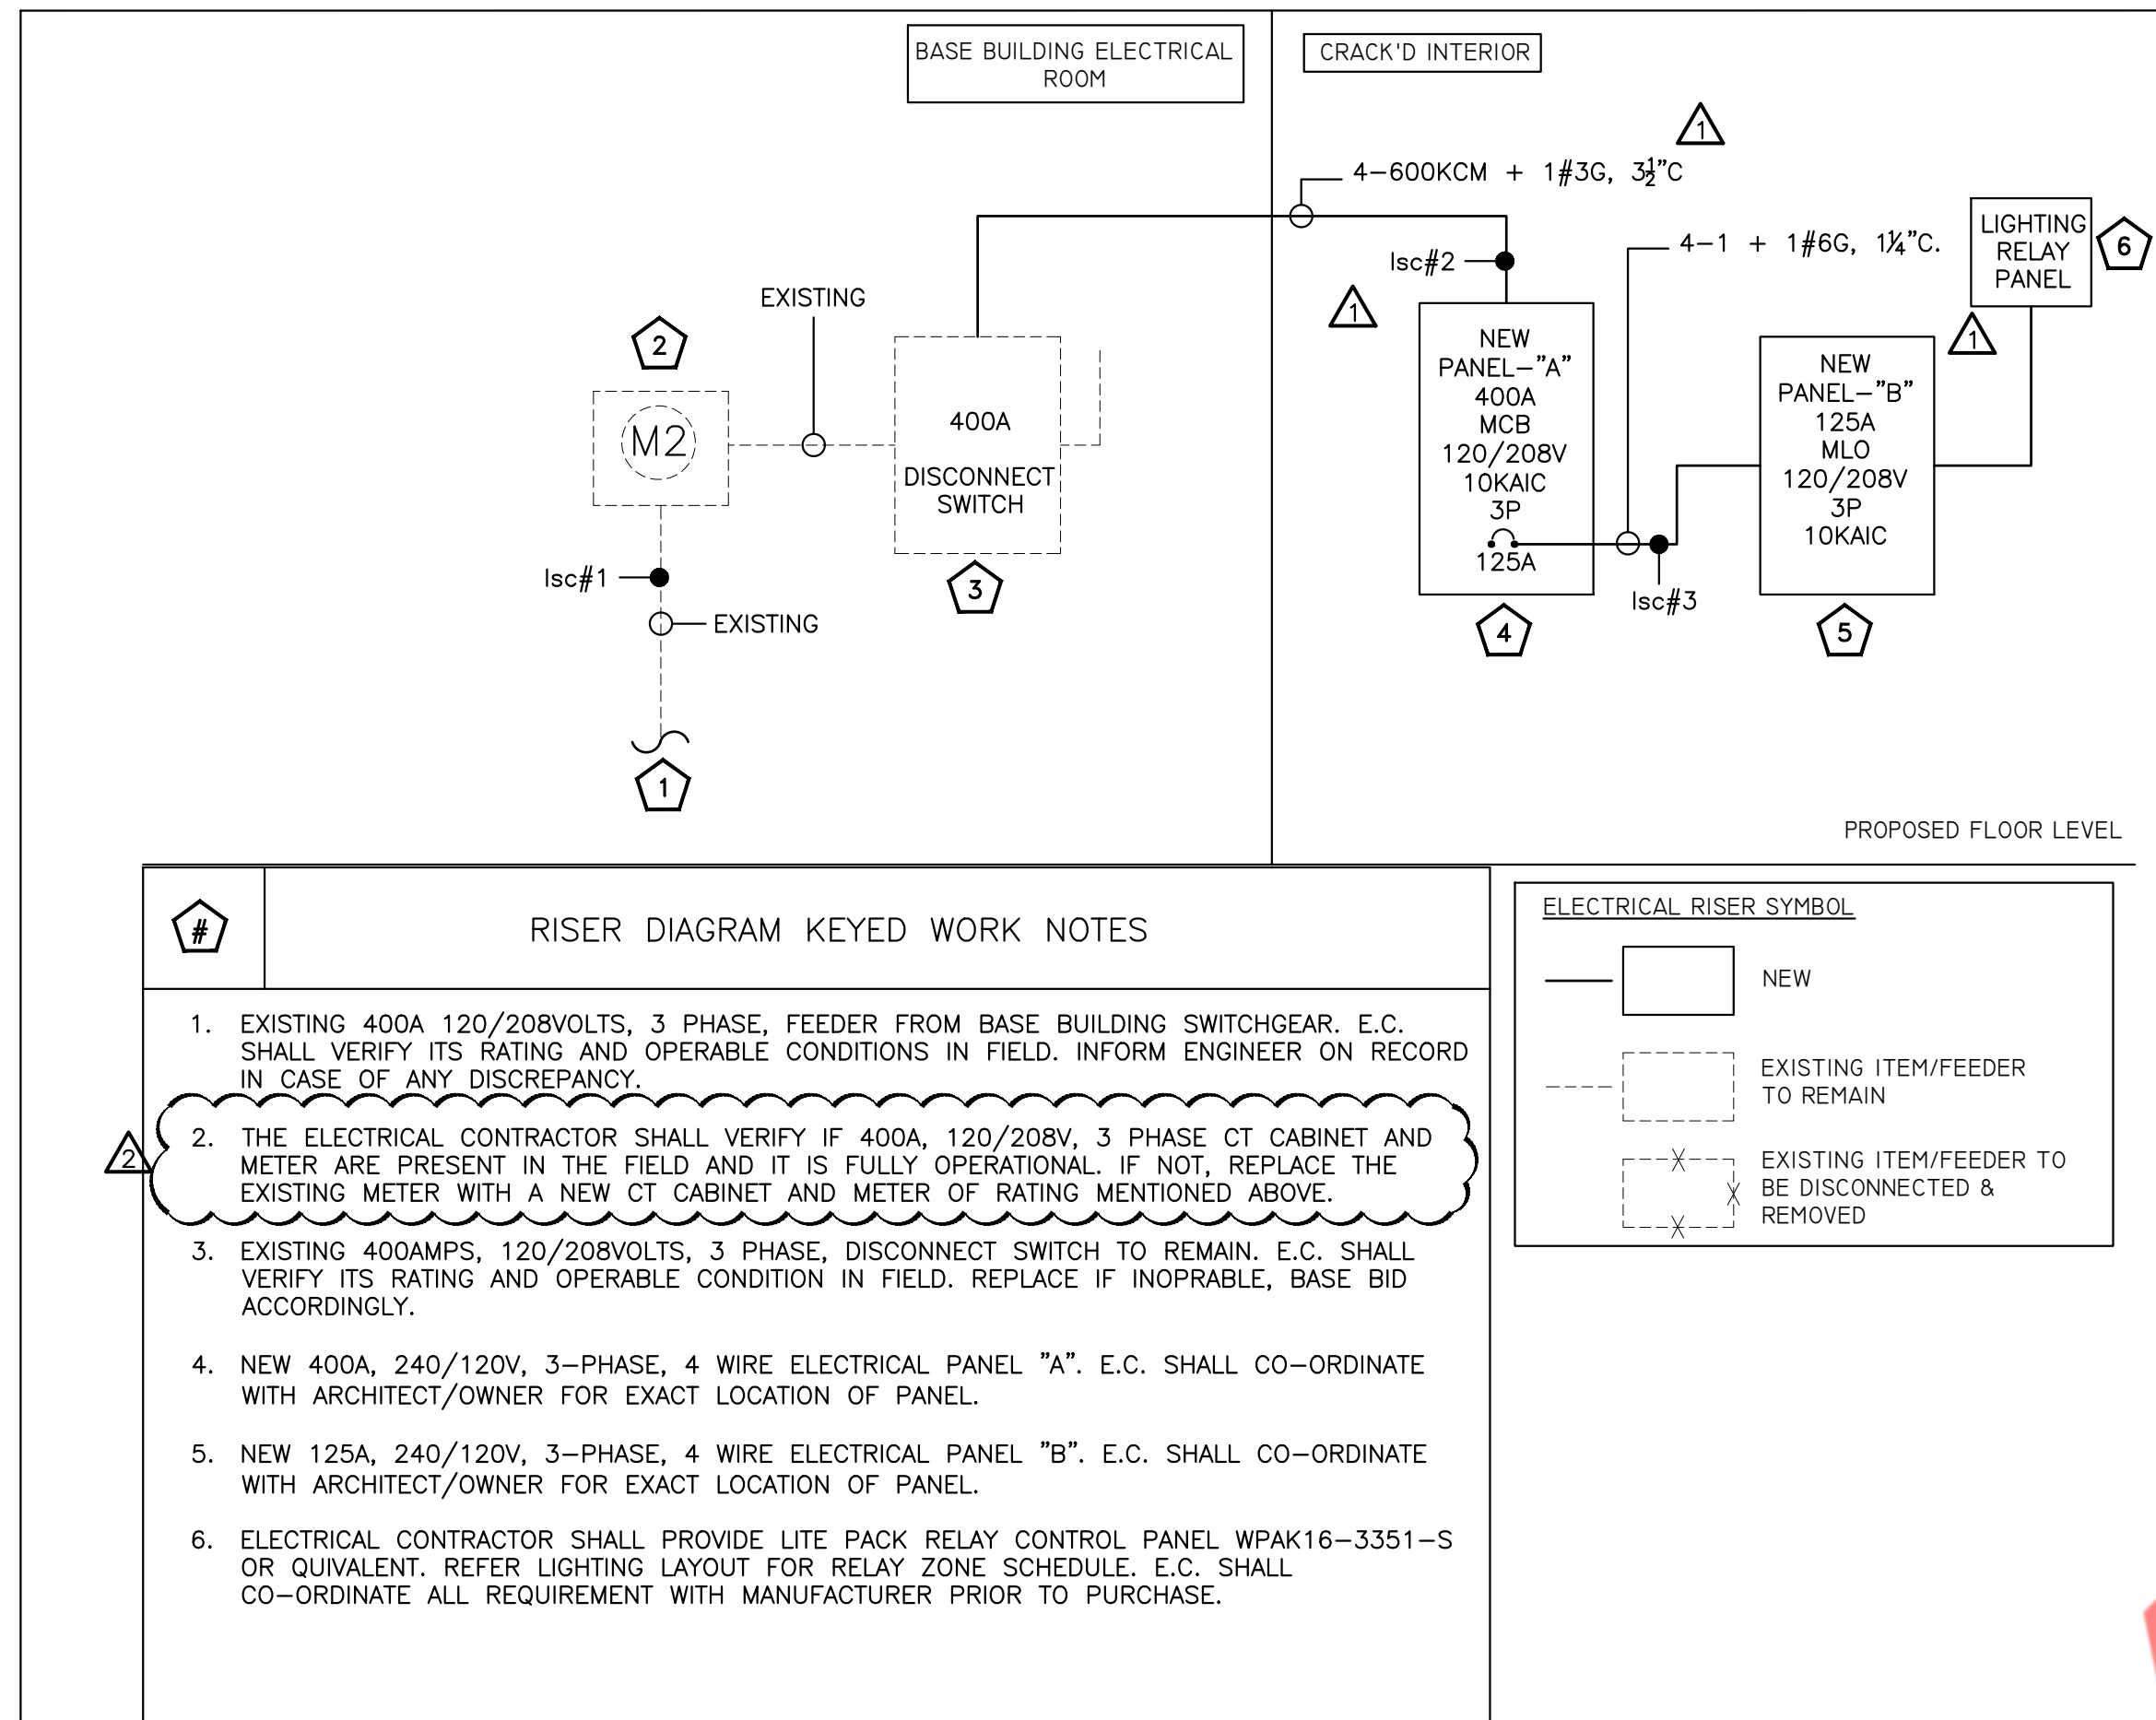 BASE BUILDING ELECTRICAL
ROOM
CRACK'D INTERIOR
1
4-600KCM + 1#3G, 3½"C
4-1 + 1#6G, 1¼"C.
LIGHTING
RELAY
PANEL
6
Isc#2
1
1
EXISTING
2
M2
400A
DISCONNECT
SWITCH
3
NEW
PANEL-"A"
400A
MCB
120/208V
10KAIC
3P
125A
4
NEW
PANEL-"B"
125A
MLO
120/208V
3P
10KAIC
5
Isc#3
Isc#1
EXISTING
1
PROPOSED FLOOR LEVEL
#
RISER DIAGRAM KEYED WORK NOTES
1. EXISTING 400A 120/208VOLTS, 3 PHASE, FEEDER FROM BASE BUILDING SWITCHGEAR. E.C.
SHALL VERIFY ITS RATING AND OPERABLE CONDITIONS IN FIELD. INFORM ENGINEER ON RECORD
IN CASE OF ANY DISCREPANCY.
2
2. THE ELECTRICAL CONTRACTOR SHALL VERIFY IF 400A, 120/208V, 3 PHASE CT CABINET AND
METER ARE PRESENT IN THE FIELD AND IT IS FULLY OPERATIONAL. IF NOT, REPLACE THE
EXISTING METER WITH A NEW CT CABINET AND METER OF RATING MENTIONED ABOVE.
3. EXISTING 400AMPS, 120/208VOLTS, 3 PHASE, DISCONNECT SWITCH TO REMAIN. E.C. SHALL
VERIFY ITS RATING AND OPERABLE CONDITION IN FIELD. REPLACE IF INOPRABLE, BASE BID
ACCORDINGLY.
4. NEW 400A, 240/120V, 3-PHASE, 4 WIRE ELECTRICAL PANEL "A". E.C. SHALL CO-ORDINATE
WITH ARCHITECT/OWNER FOR EXACT LOCATION OF PANEL.
5. NEW 125A, 240/120V, 3-PHASE, 4 WIRE ELECTRICAL PANEL "B". E.C. SHALL CO-ORDINATE
WITH ARCHITECT/OWNER FOR EXACT LOCATION OF PANEL.
6. ELECTRICAL CONTRACTOR SHALL PROVIDE LITE PACK RELAY CONTROL PANEL WPAK16-3351-S
OR QUIVALENT. REFER LIGHTING LAYOUT FOR RELAY ZONE SCHEDULE. E.C. SHALL
CO-ORDINATE ALL REQUIREMENT WITH MANUFACTURER PRIOR TO PURCHASE.
ELECTRICAL RISER SYMBOL
NEW
EXISTING ITEM/FEEDER
TO REMAIN
EXISTING ITEM/FEEDER TO
BE DISCONNECTED &
REMOVED